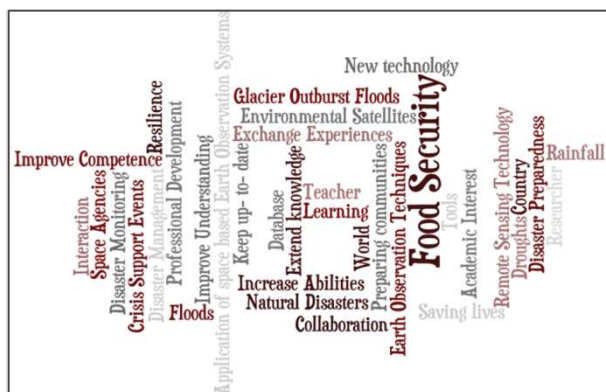 New technology
Glacier Outburst Floods
Environmental Satellites
Exchange Experiences
Improve Competence
Resilience
Interaction
Space Agencies
Disaster Monitoring
Crisis Support Events
Disaster Management
Professional Development
Floods
Improve Understanding
Application of space based Earth Observation Systems
Keep up- to- date
Database
Extend knowledge
Teacher
Learning
World
Preparing communities
Increase Abilities
Natural Disasters
Collaboration
Earth Observation Techniques
Food Security
Tools
Saving lives
Academic Interest
Remote Sensing Technology
Droughts
Country
Disaster Preparedness
Researcher
Rainfall